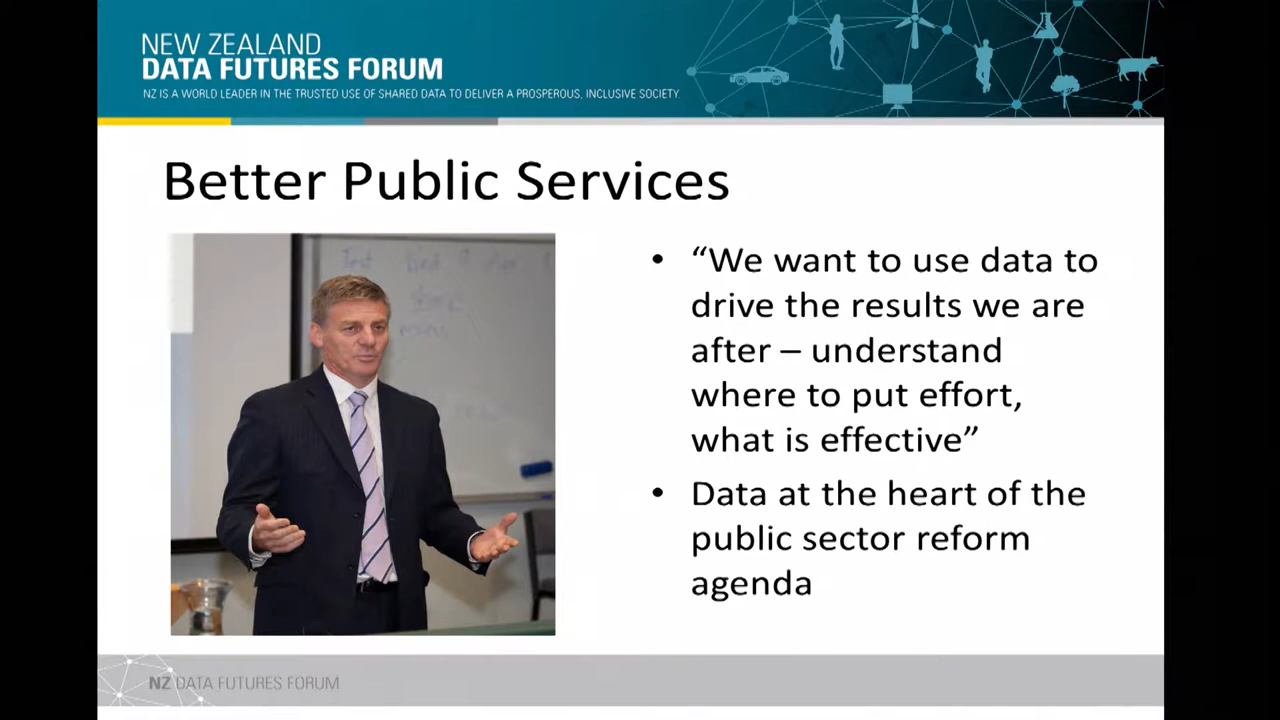 NEW ZEALAND
DATA FUTURES FORUM
NZ IS A WORLD LEADER IN THE TRUSTED USE OF SHARED DATA TO DELIVER A PROSPEROUS, INCLUSIVE SOCIETY.
Better Public Services
• “We want to use data to
drive the results we are
after – understand
where to put effort,
what is effective”
• Data at the heart of the
public sector reform
agenda
Test
NZ DATA FUTURES FORUM